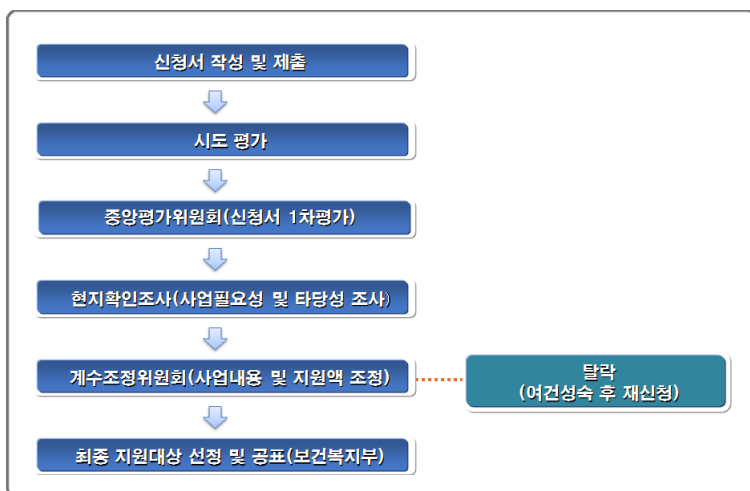 신청서 작성 및 제출
시도 평가
중앙평가위원회(신청서 1차평가)
현지확인조사(사업필요성 및 타당성 조사)
계수조정위원회(사업내용 및 지원액 조정)
탈락
(여건성숙 후 재신청)
최종 지원대상 선정 및 공표(보건복지부)